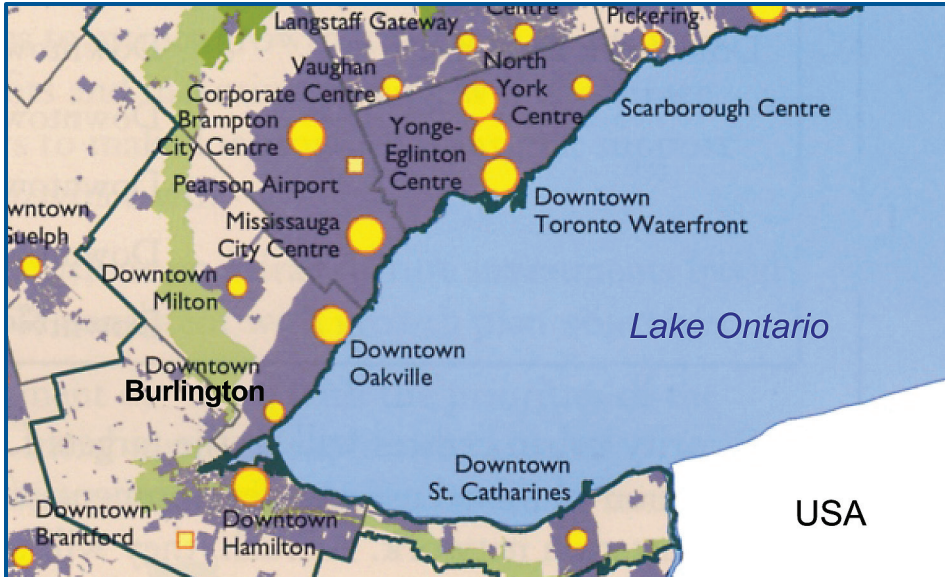 Centre
Pickering
Langstaff Gateway
North
York
Centre
Vaughan
Corporate Centre
Scarborough Centre
Brampton
City Centre
Yonge-
Eglinton
Centre
Pearson Airport
Downtown
Toronto Waterfront
wntown
Guelph
Mississauga
City Centre
Downtown
Milton
Lake Ontario
Downtown
Oakville
Downtown
Burlington
Downtown
St. Catharines
USA
Downtown
Brantford
Downtown
Hamilton